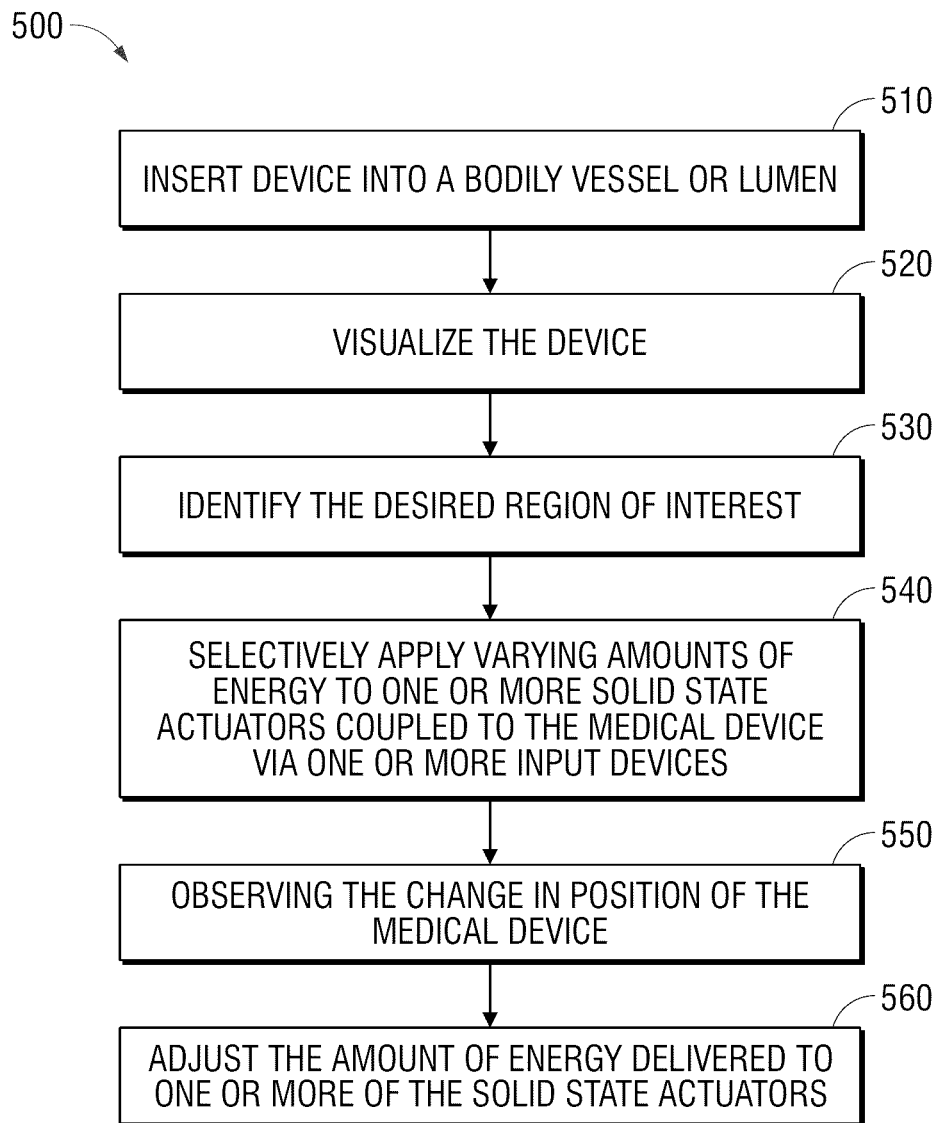 500
510
INSERT DEVICE INTO A BODILY VESSEL OR LUMEN
520
VISUALIZE THE DEVICE
530
IDENTIFY THE DESIRED REGION OF INTEREST
540
SELECTIVELY APPLY VARYING AMOUNTS OF
ENERGY TO ONE OR MORE SOLID STATE
ACTUATORS COUPLED TO THE MEDICAL DEVICE
VIA ONE OR MORE INPUT DEVICES
550
OBSERVING THE CHANGE IN POSITION OF THE
MEDICAL DEVICE
560
ADJUST THE AMOUNT OF ENERGY DELIVERED TO
ONE OR MORE OF THE SOLID STATE ACTUATORS